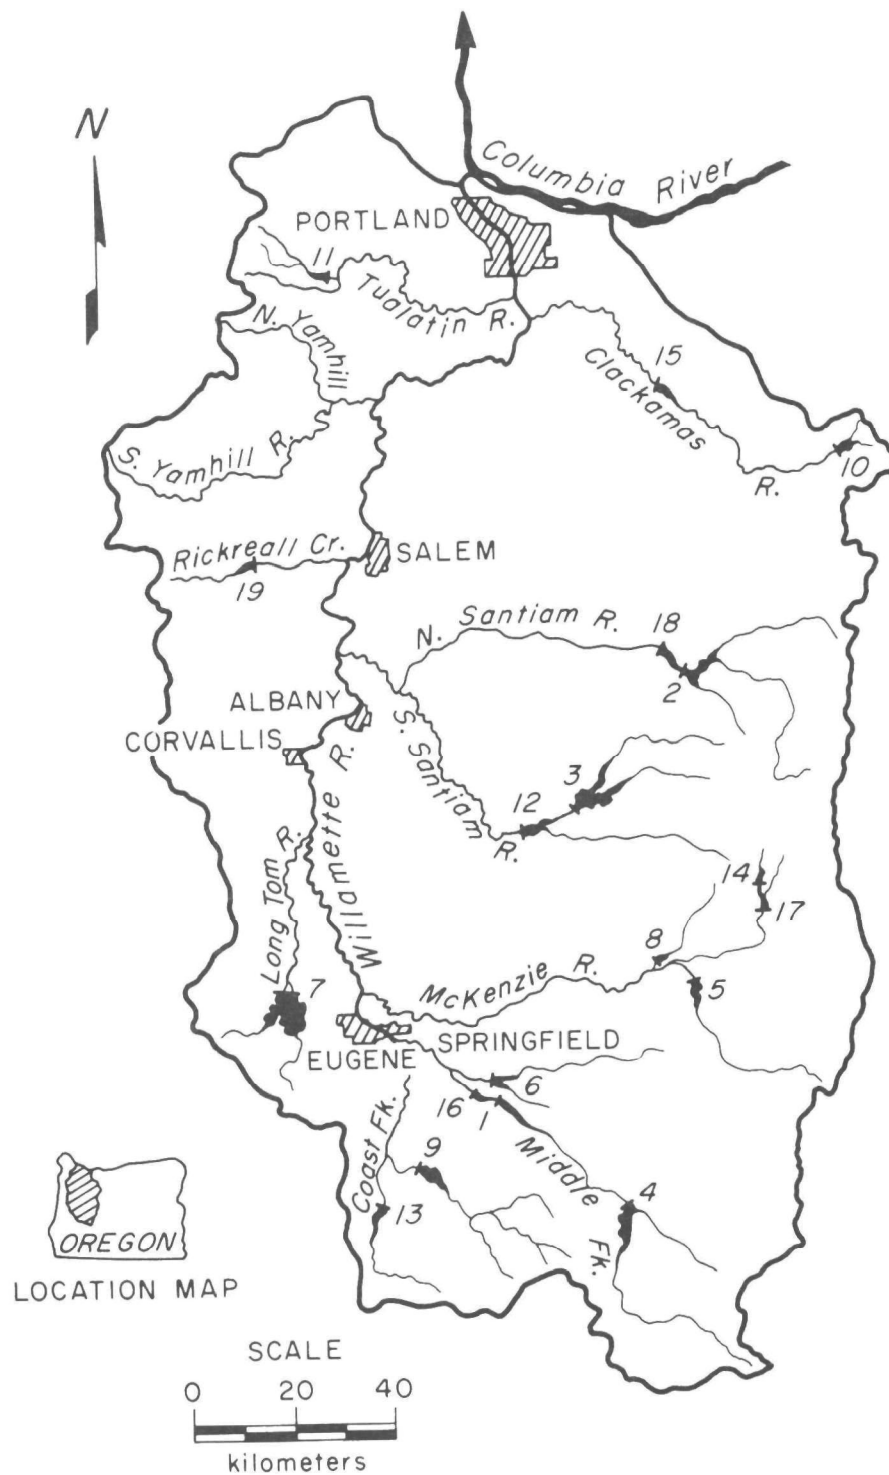 N
Columbia River
PORTLAND
11
Tualatin R.
N. Yamhill
15
Clackamas R.
S. Yamhill R.
10
Rickreall Cr.
SALEM
19
N. Santiam R.
18
2
ALBANY
S. Santiam R.
CORVALLIS
3
12
Willamette R.
Long Tom R.
14
17
8
McKenzie R.
5
7
SPRINGFIELD
EUGENE
6
16
1
Coast Fk.
9
Middle Fk.
4
13
OREGON
LOCATION MAP
SCALE
0 20 40
kilometers